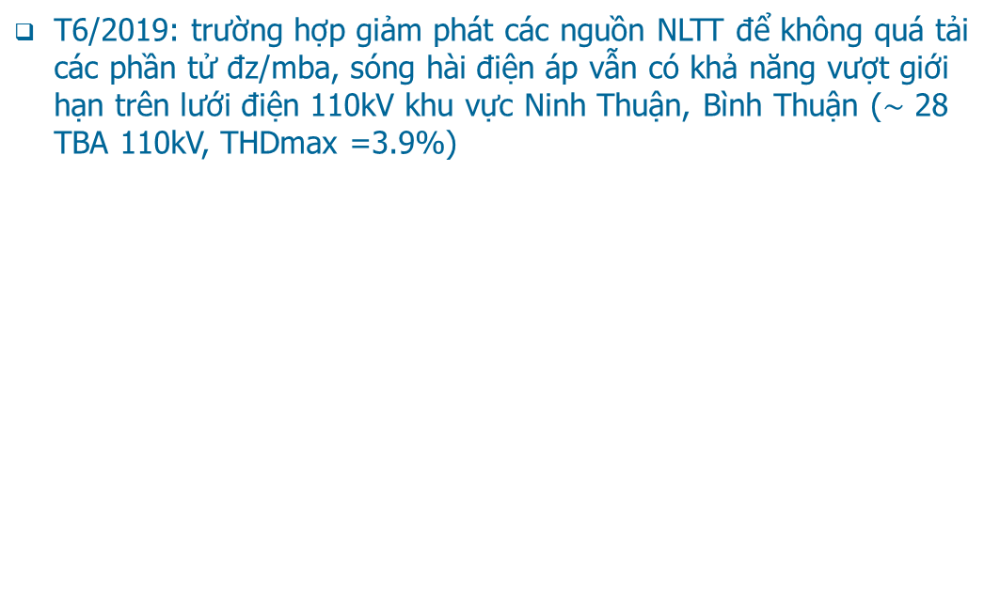 ❑ T6/2019: trường hợp giảm phát các nguồn NLTT để không quá tải
các phần tử đz/mba, sóng hài điện áp vẫn có khả năng vượt giới
hạn trên lưới điện 110kV khu vực Ninh Thuận, Bình Thuận (~ 28
TBA 110kV, THDmax =3.9%)